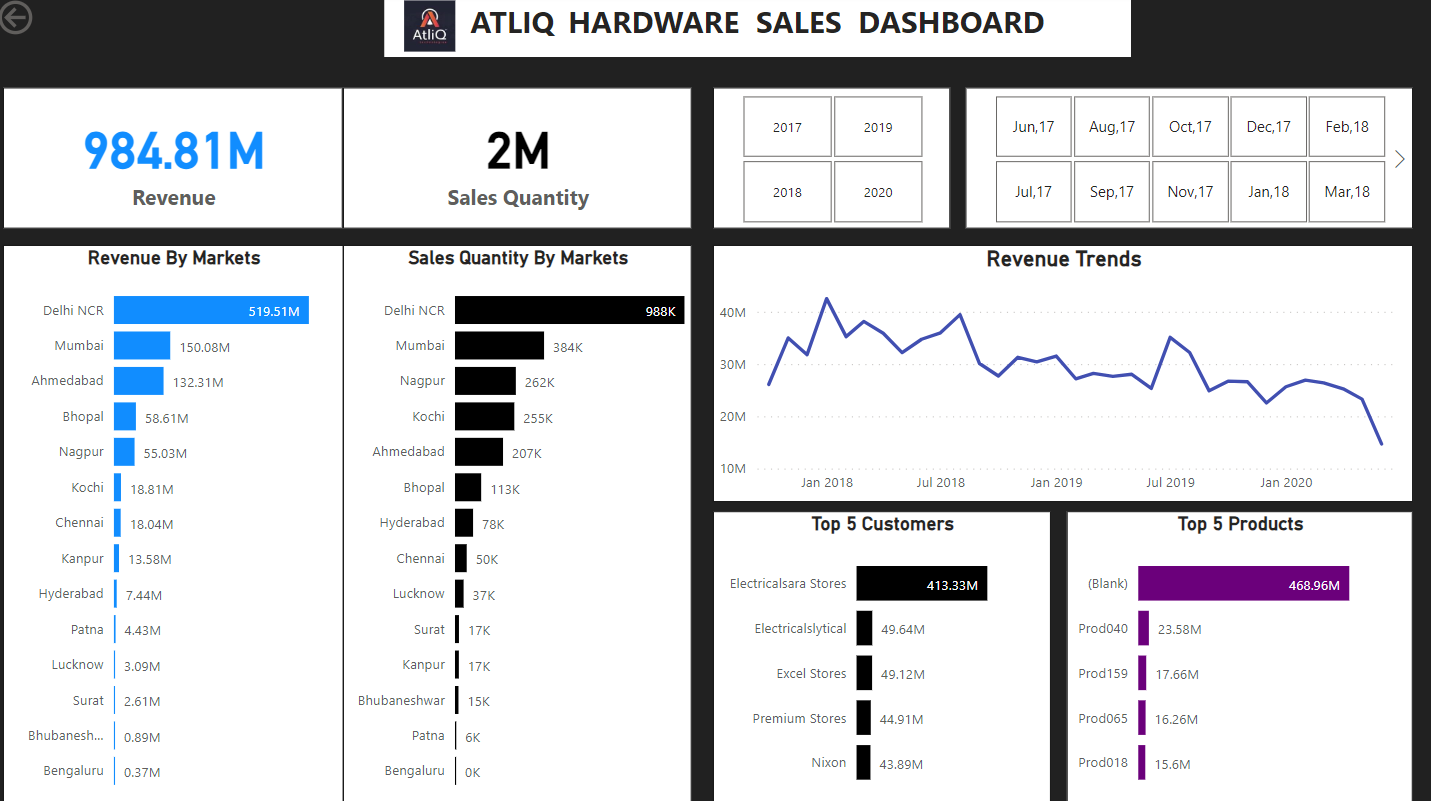 AtliQ
ATLIQ HARDWARE SALES DASHBOARD
984.81M
Revenue
2M
Sales Quantity
2017
2019
2018
2020
Jun,17
Aug,17
Oct,17
Dec,17
Feb,18
Jul,17
Sep,17
Nov,17
Jan,18
Mar,18
Revenue By Markets
Delhi NCR 519.51M
Mumbai 150.08M
Ahmedabad 132.31M
Bhopal 58.61M
Nagpur 55.03M
Kochi 18.81M
Chennai 18.04M
Kanpur 13.58M
Hyderabad 7.44M
Patna 4.43M
Lucknow 3.09M
Surat 2.61M
Bhubanesh... 0.89M
Bengaluru 0.37M
Sales Quantity By Markets
Delhi NCR 988K
Mumbai 384K
Nagpur 262K
Kochi 255K
Ahmedabad 207K
Bhopal 113K
Hyderabad 78K
Chennai 50K
Lucknow 37K
Surat 17K
Kanpur 17K
Bhubaneshwar 15K
Patna 6K
Bengaluru 0K
Revenue Trends
40M
30M
20M
10M
Jan 2018 Jul 2018 Jan 2019 Jul 2019 Jan 2020
Top 5 Customers
Electricalsara Stores 413.33M
Electricalslytical 49.64M
Excel Stores 49.12M
Premium Stores 44.91M
Nixon 43.89M
Top 5 Products
(Blank) 468.96M
Prod040 23.58M
Prod159 17.66M
Prod065 16.26M
Prod018 15.6M